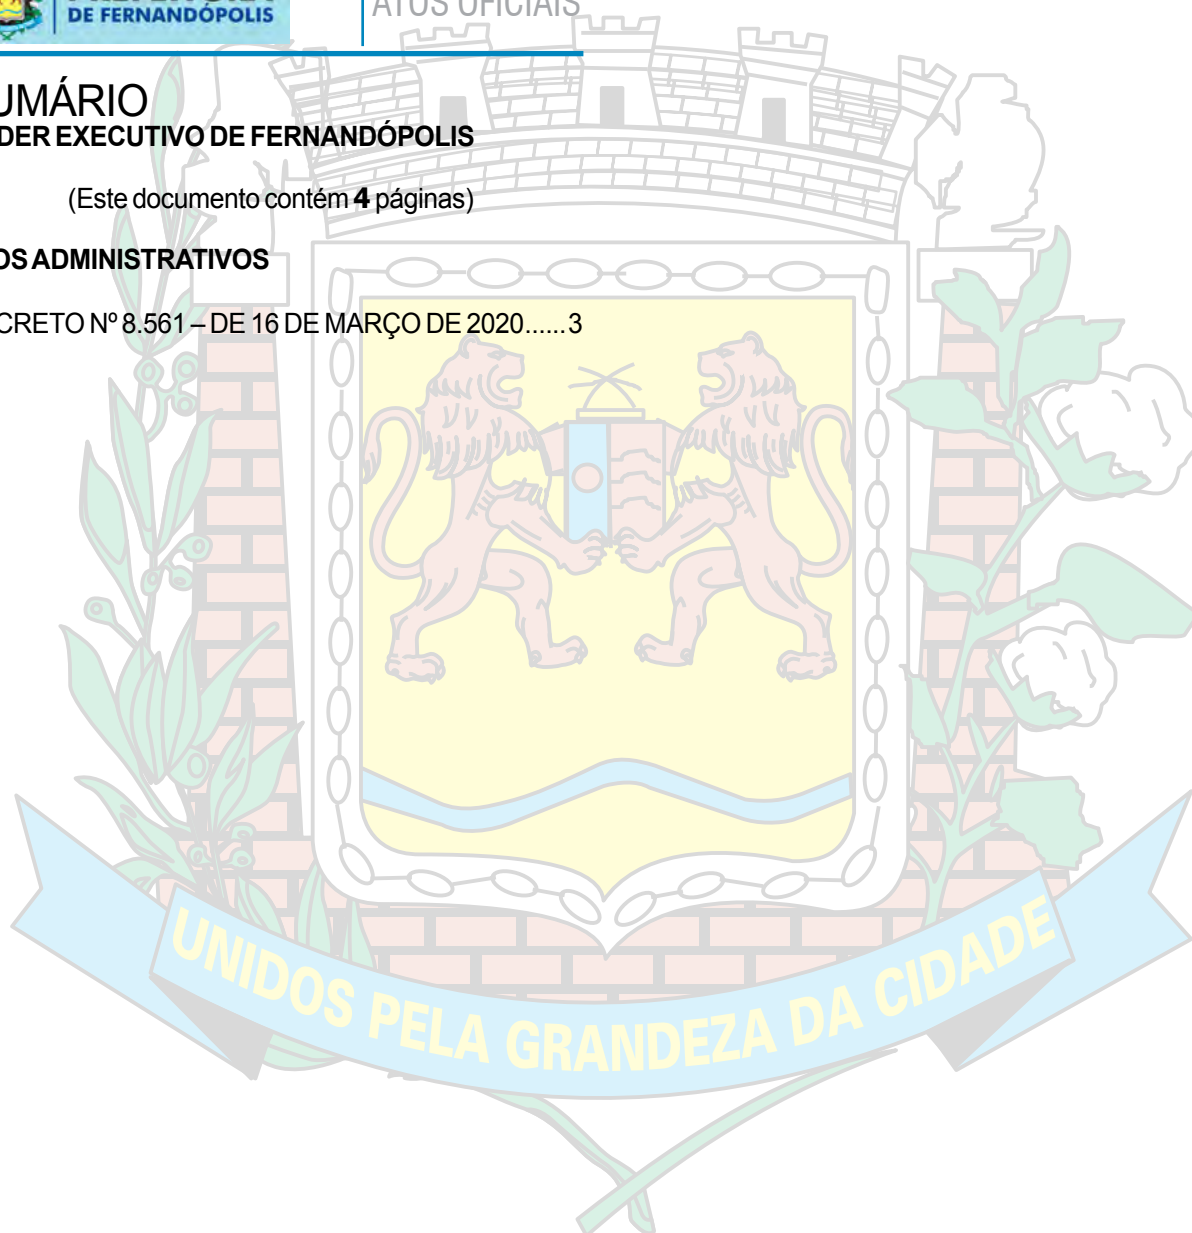 DE FERNANDÓPOLIS
ATOS OFICIAIS
UMÁRIO
DER EXECUTIVO DE FERNANDÓPOLIS
(Este documento contém 4 páginas)
OS ADMINISTRATIVOS
CRETO Nº 8.561 – DE 16 DE MARÇO DE 2020......3
UNIDOS PELA GRANDEZA DA CIDADE